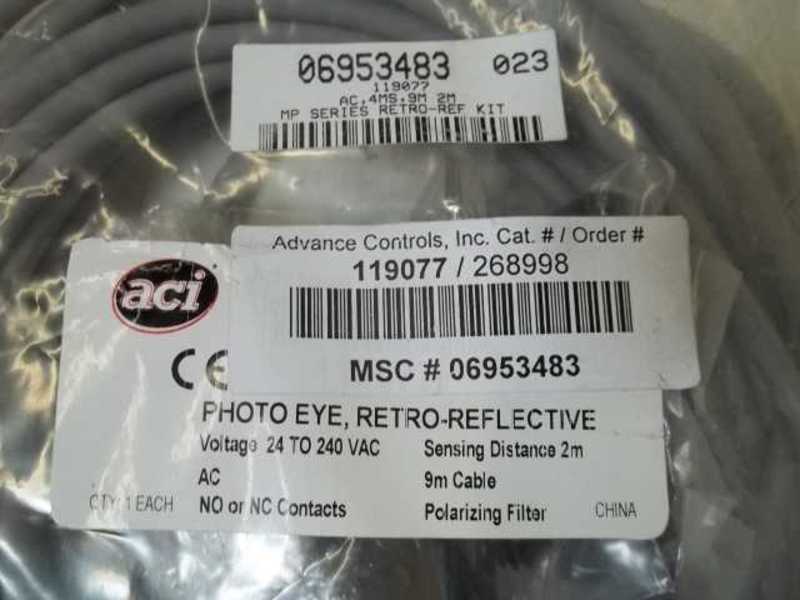 06953483 023
119077
AC,4MS,9M 2M
MP SERIES RETRO-REF KIT
Advance Controls, Inc. Cat. # / Order #
119077 / 268998
MSC # 06953483
aci
CE
PHOTO EYE, RETRO-REFLECTIVE
Voltage 24 TO 240 VAC Sensing Distance 2m
AC 9m Cable
QTY: 1 EACH NO or NC Contacts Polarizing Filter CHINA